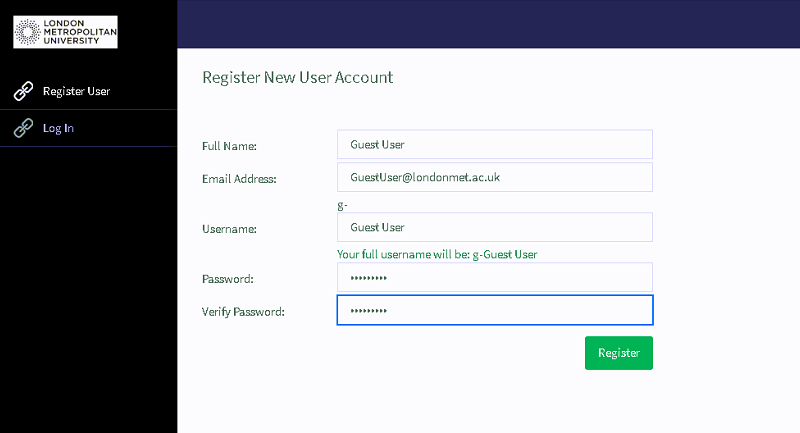 LONDON
METROPOLITAN
UNIVERSITY
Register User
Log In
Register New User Account
Full Name:
Guest User
Email Address:
GuestUser@londonmet.ac.uk
g-
Username:
Guest User
Your full username will be: g-Guest User
Password:
•••••••••
Verify Password:
•••••••••
Register